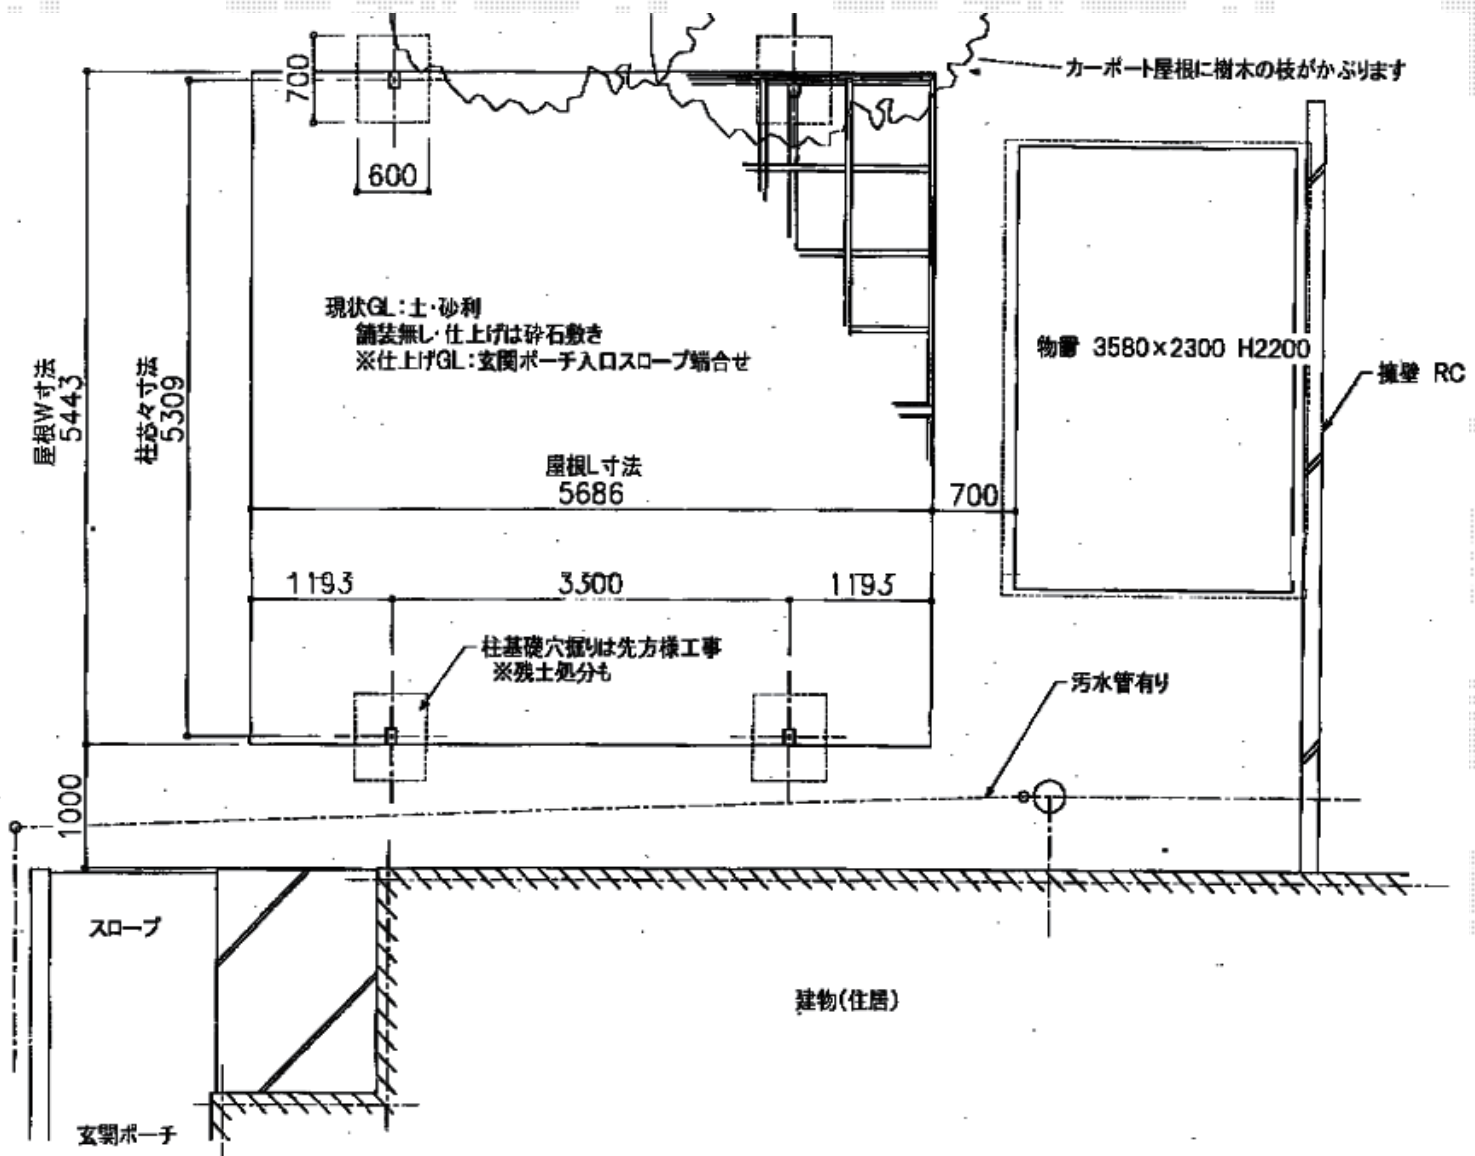 700
カーポート屋根に樹木の枝がかぶります
600
現状GL:土・砂利
舗装無し・仕上げは砕石敷き
※仕上げGL:玄関ポーチ入口スロープ端合せ
物置 3580×2300 H2200
擁壁 RC
屋根W寸法
5443
柱芯々寸法
5309
屋根L寸法
5686
700
1193
3300
1193
柱基礎穴掘りは先方様工事
※残土処分も
汚水管有り
1000
スロープ
建物(住居)
玄関ポーチ